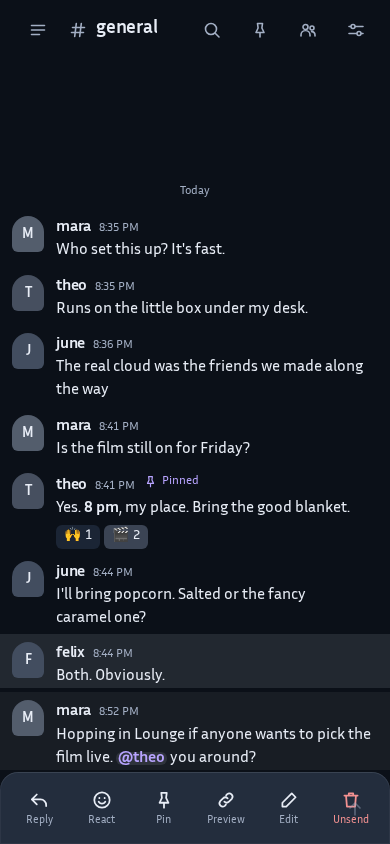 # general
Today
M
mara 8:35 PM
Who set this up? It's fast.
T
theo 8:35 PM
Runs on the little box under my desk.
J
june 8:36 PM
The real cloud was the friends we made along
the way
M
mara 8:41 PM
Is the film still on for Friday?
T
theo 8:41 PM Pinned
Yes. 8 pm, my place. Bring the good blanket.
🙌 1 🎬 2
J
june 8:44 PM
I'll bring popcorn. Salted or the fancy
caramel one?
F
felix 8:44 PM
Both. Obviously.
M
mara 8:52 PM
Hopping in Lounge if anyone wants to pick the
film live. @theo you around?
Reply React Pin Preview Edit Unsend